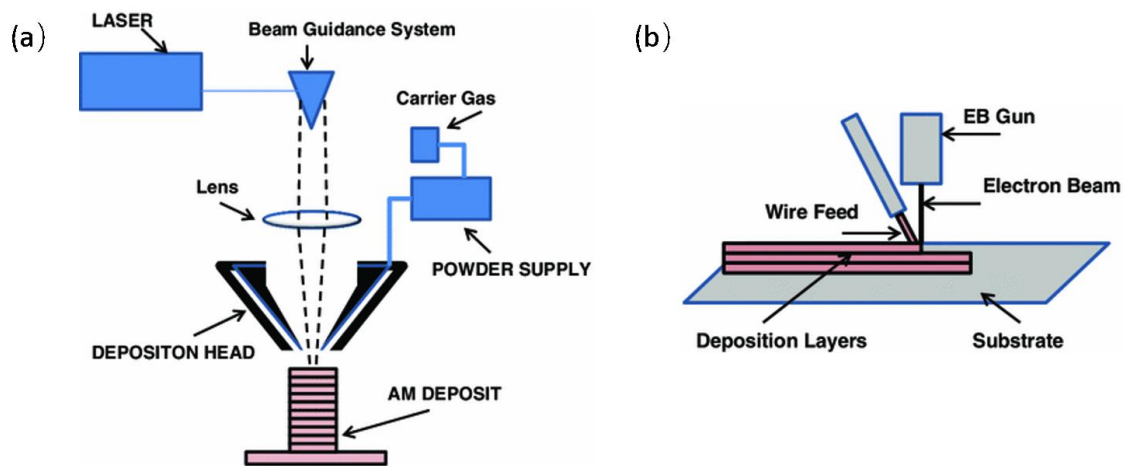 (a)
LASER
Beam Guidance System
Carrier Gas
Lens
POWDER SUPPLY
DEPOSITON HEAD
AM DEPOSIT
(b)
EB Gun
Electron Beam
Wire Feed
Deposition Layers
Substrate